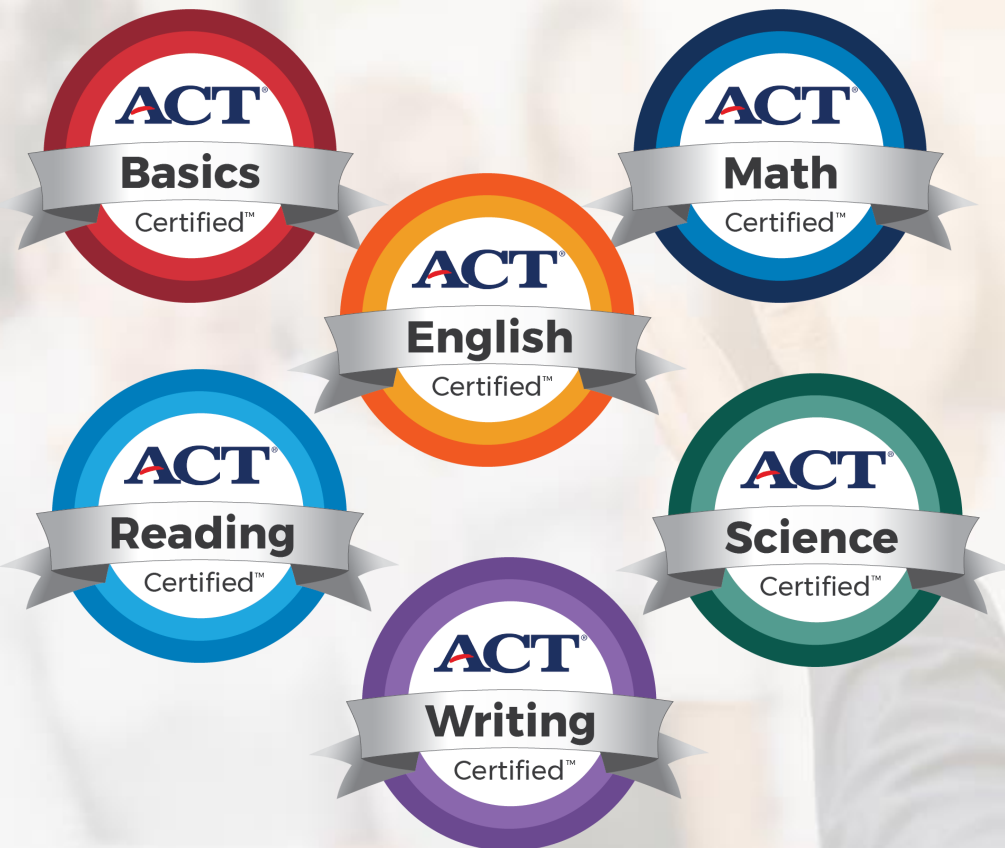 ACT®
Basics
Certified™
ACT®
Math
Certified™
ACT®
English
Certified™
ACT®
Reading
Certified™
ACT®
Science
Certified™
ACT®
Writing
Certified™